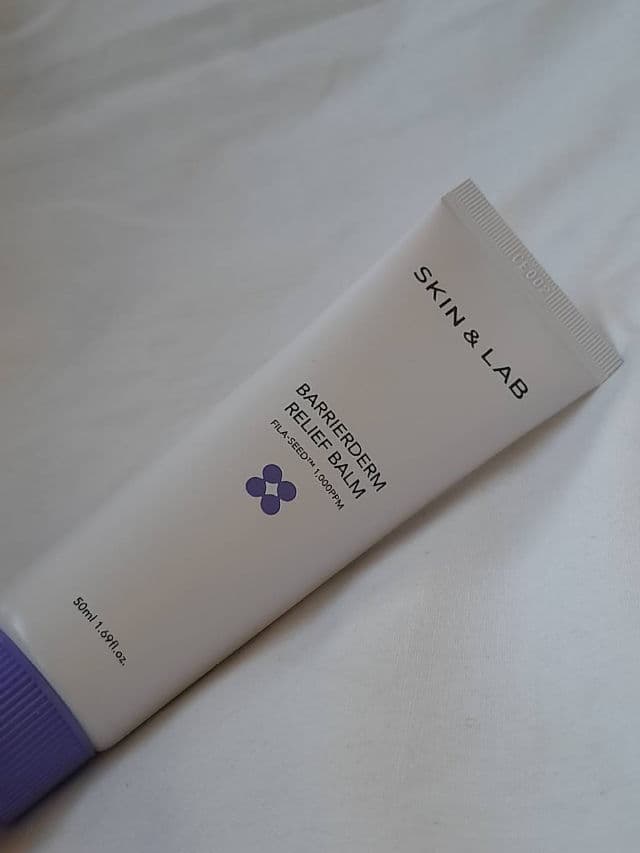 SKIN & LAB
BARRIERDERM
RELIEF BALM
FILA-SEED™ 1,000PPM
50ml 1.69fl.oz.